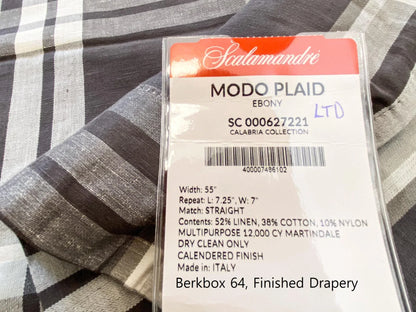 Scalamandré
MODO PLAID
EBONY
LTD
SC 000627221
CALABRIA COLLECTION
400007486102
Width: 55"
Repeat: L: 7.25", W: 7"
Match: STRAIGHT
Contents: 52% LINEN, 38% COTTON, 10% NYLON
MULTIPURPOSE 12,000 CY MARTINDALE
DRY CLEAN ONLY
CALENDERED FINISH
Made in: ITALY
Berkbox 64, Finished Drapery